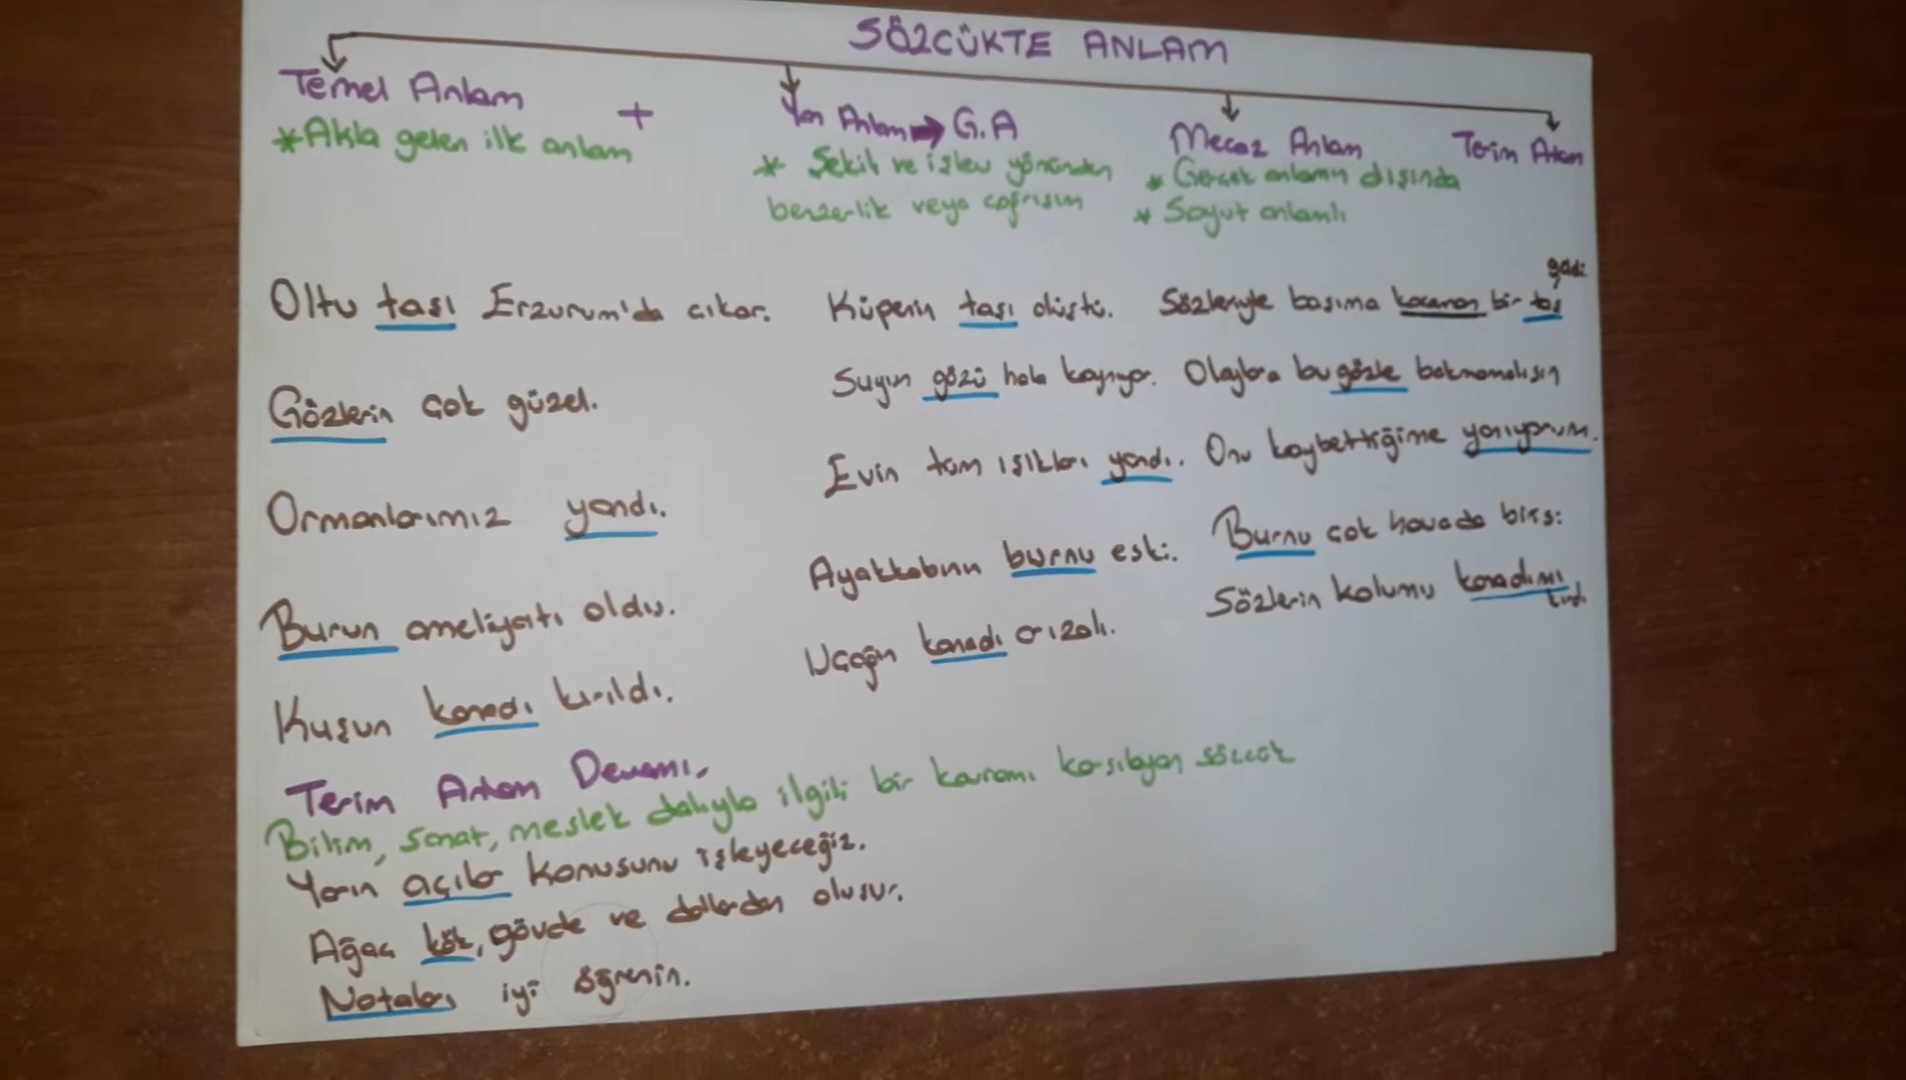 SÖZCÜKTE ANLAM
Temel Anlam + Yan Anlam → G.A Mecaz Anlam Terim Anlam
*Akla gelen ilk anlam
* Şekil ve işlev yönünden
benzerlik veya çağrışım
* Gerçek anlamın dışında
* Soyut anlamlı
Oltu taşı Erzurum'da çıkar.
Gözlerin çok güzel.
Ormanlarımız yandı.
Burun ameliyatı oldu.
Kuşun kanadı kırıldı.
Küpenin taşı düştü.
Suyun gözü hala kaynıyor.
Evin tüm ışıkları yandı.
Ayakkabının burnu eski.
Uçağın kanadı arızalı.
Sözleriyle başıma kocaman bir taş
Olaylara bu gözle bakmamalısın
Onu kaybettiğime yanıyorum.
Burnu çok havada birisi
Sözlerin kolumu kanadımı
kırdı
Terim Anlam Devamı,
Bilim, sanat, meslek dalıyla ilgili bir kavramı karşılayan sözcük
Yarın açılar konusunu işleyeceğiz.
Ağaç kök, gövde ve dallardan oluşur.
Notaları iyi öğrenin.